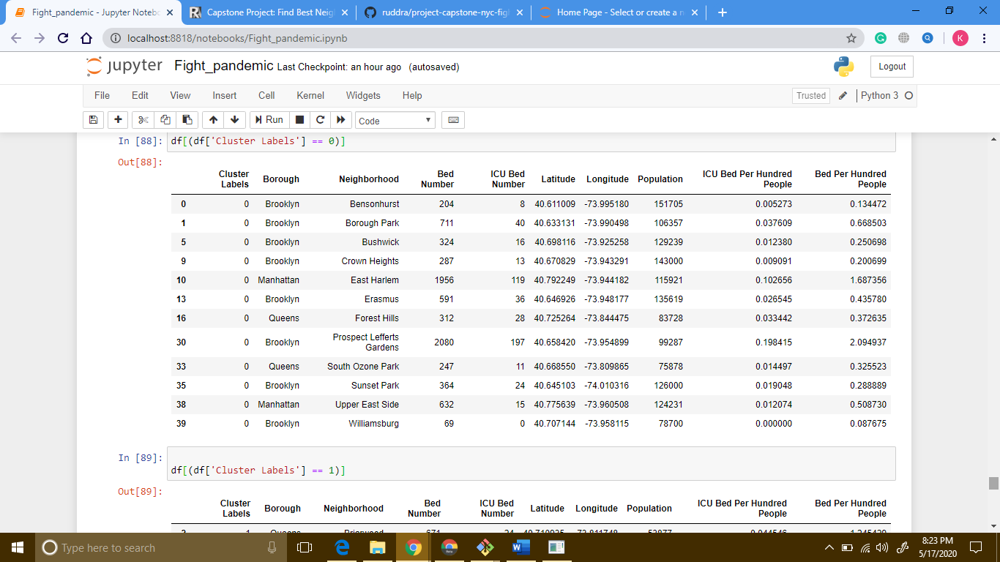 Fight_pandemic - Jupyter Notebo
Capstone Project: Find Best Neig
ruddra/project-capstone-nyc-figl
Home Page - Select or create a n
localhost:8818/notebooks/Fight_pandemic.ipynb
K
jupyter Fight_pandemic Last Checkpoint: an hour ago (autosaved)
Logout
File Edit View Insert Cell Kernel Widgets Help
Trusted Python 3
Run Code
In [88]: df[(df['Cluster Labels'] == 0)]
Out[88]:
Cluster Labels Borough Neighborhood Bed Number ICU Bed Number Latitude Longitude Population ICU Bed Per Hundred People Bed Per Hundred People
0 0 Brooklyn Bensonhurst 204 8 40.611009 -73.995180 151705 0.005273 0.134472
1 0 Brooklyn Borough Park 711 40 40.633131 -73.990498 106357 0.037609 0.668503
5 0 Brooklyn Bushwick 324 16 40.698116 -73.925258 129239 0.012380 0.250698
9 0 Brooklyn Crown Heights 287 13 40.670829 -73.943291 143000 0.009091 0.200699
10 0 Manhattan East Harlem 1956 119 40.792249 -73.944182 115921 0.102656 1.687356
13 0 Brooklyn Erasmus 591 36 40.646926 -73.948177 135619 0.026545 0.435780
16 0 Queens Forest Hills 312 28 40.725264 -73.844475 83728 0.033442 0.372635
30 0 Brooklyn Prospect Lefferts Gardens 2080 197 40.658420 -73.954899 99287 0.198415 2.094937
33 0 Queens South Ozone Park 247 11 40.668550 -73.809865 75878 0.014497 0.325523
35 0 Brooklyn Sunset Park 364 24 40.645103 -74.010316 126000 0.019048 0.288889
38 0 Manhattan Upper East Side 632 15 40.775639 -73.960508 124231 0.012074 0.508730
39 0 Brooklyn Williamsburg 69 0 40.707144 -73.958115 78700 0.000000 0.087675
In [89]:
df[(df['Cluster Labels'] == 1)]
Out[89]:
Cluster Labels Borough Neighborhood Bed Number ICU Bed Number Latitude Longitude Population ICU Bed Per Hundred People Bed Per Hundred People
1 Queens Briarwood 671
Type here to search
8:23 PM
5/17/2020